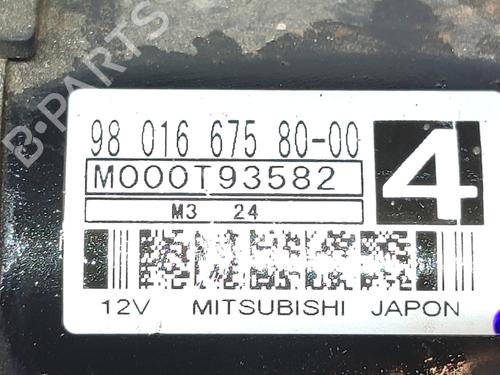 B-PARTS
98 016 675 80-00
M000T93582
4
M3 24
12V MITSUBISHI JAPON